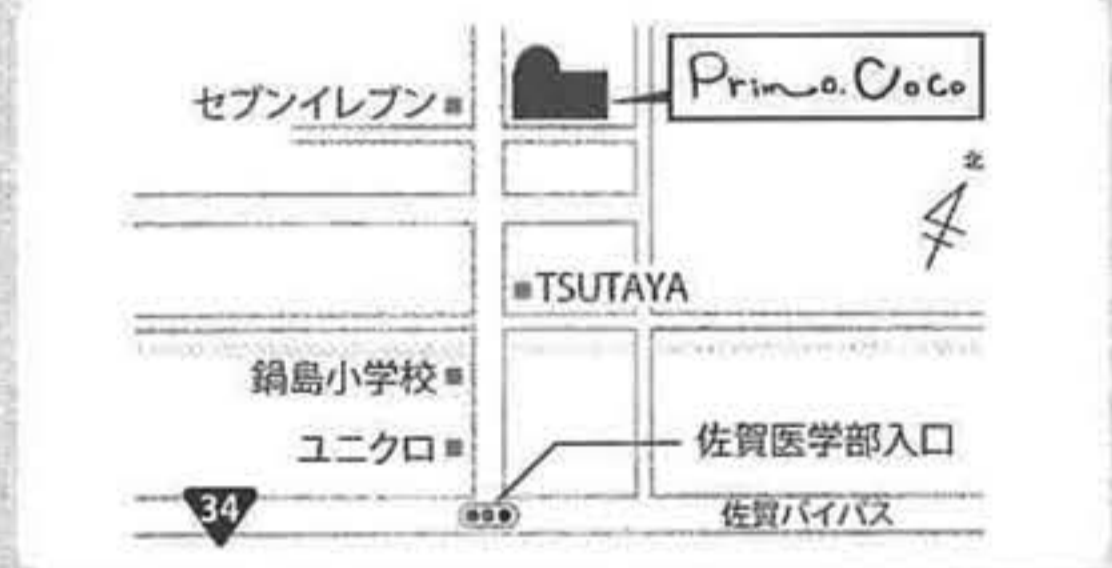 セブンイレブン
Primo.Coco
北
TSUTAYA
鍋島小学校
ユニクロ
佐賀医学部入口
34
佐賀バイパス